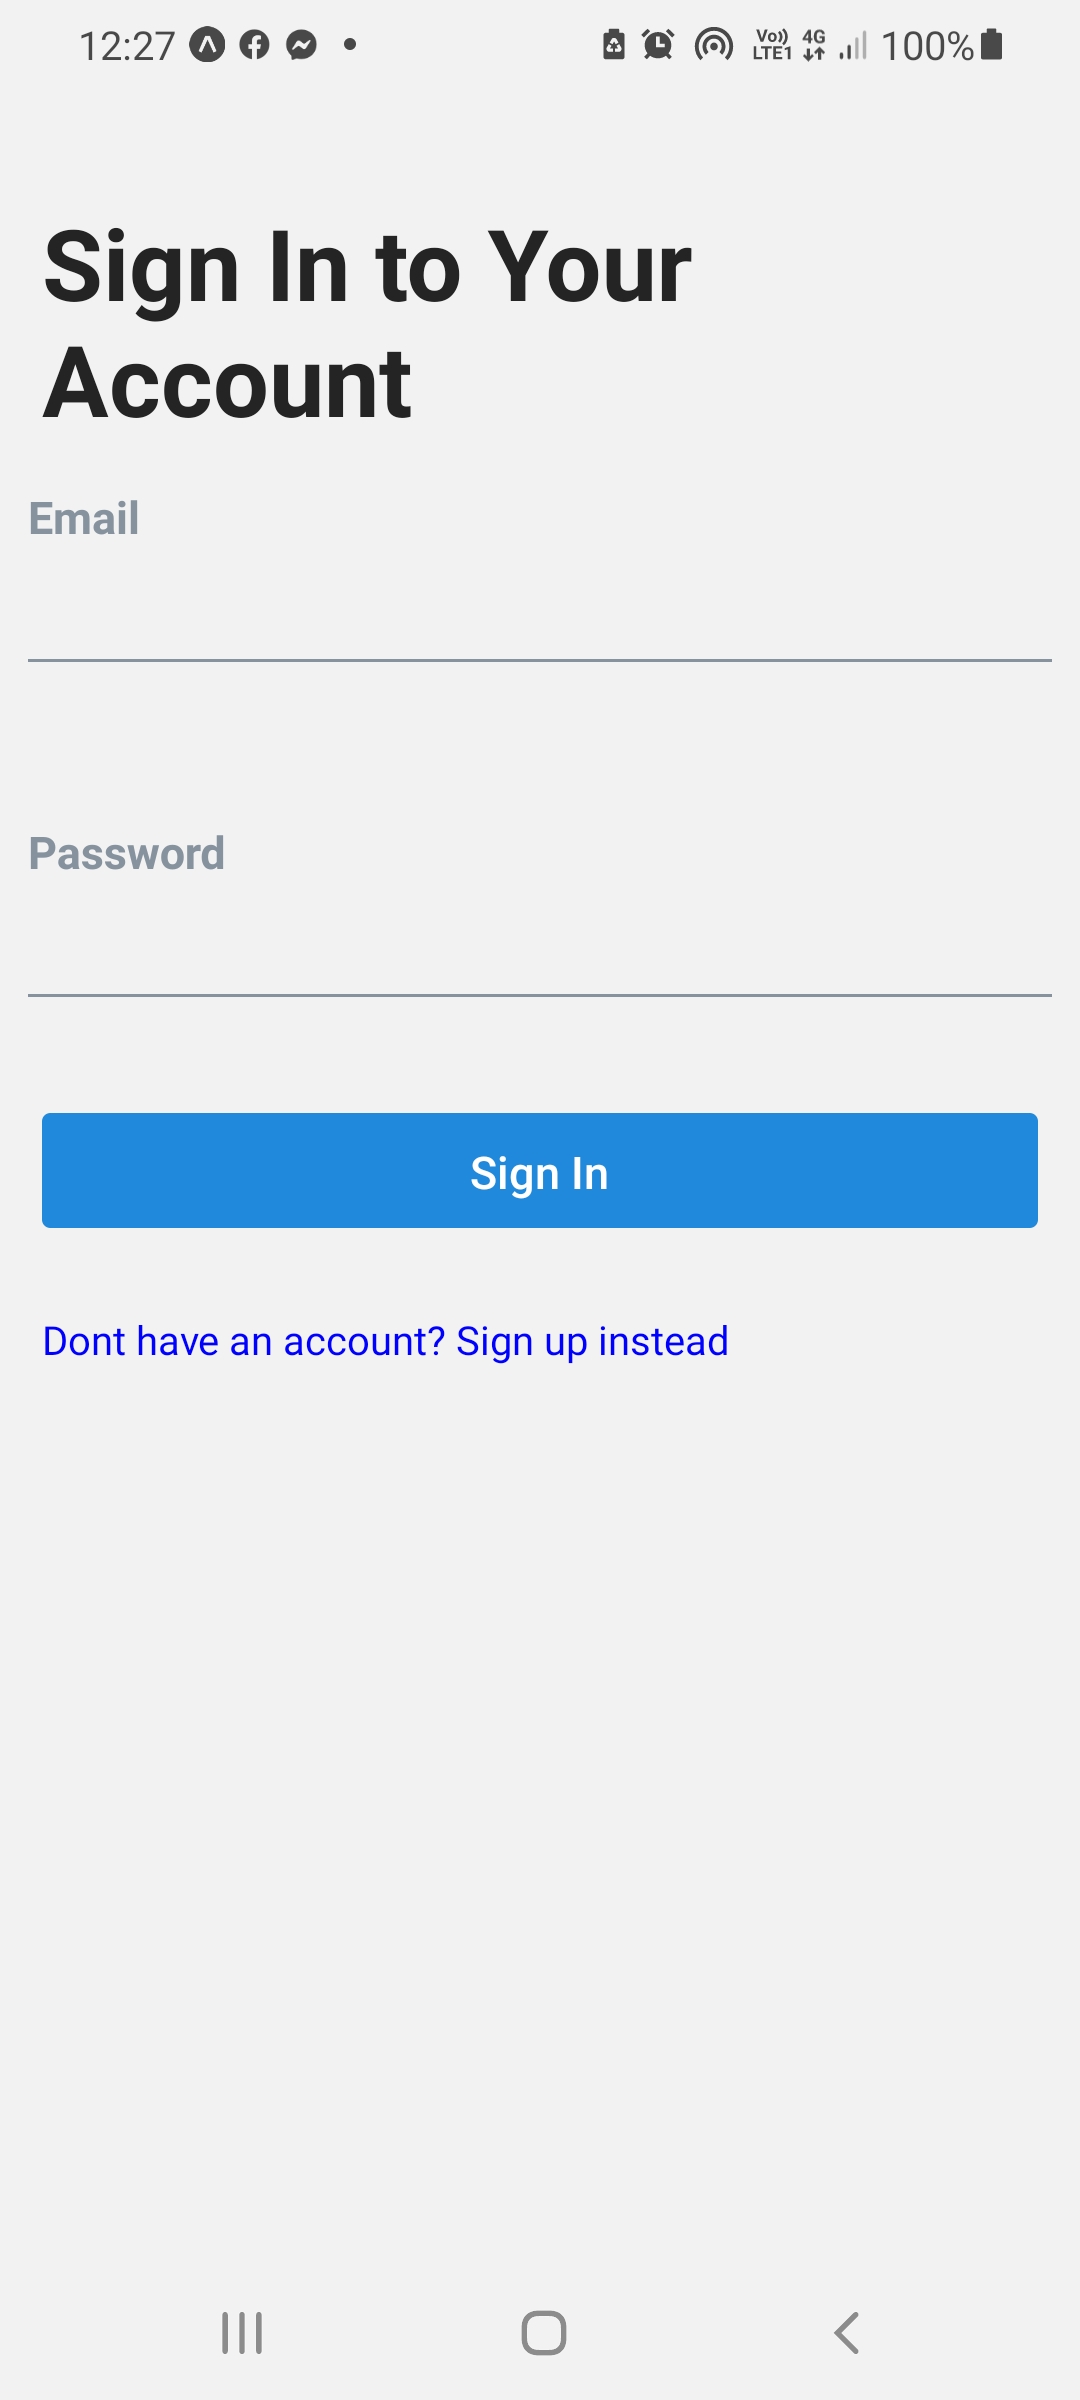 12:27 Vo)) LTE1 4G 100%
Sign In to Your
Account
Email
Password
Sign In
Dont have an account? Sign up instead